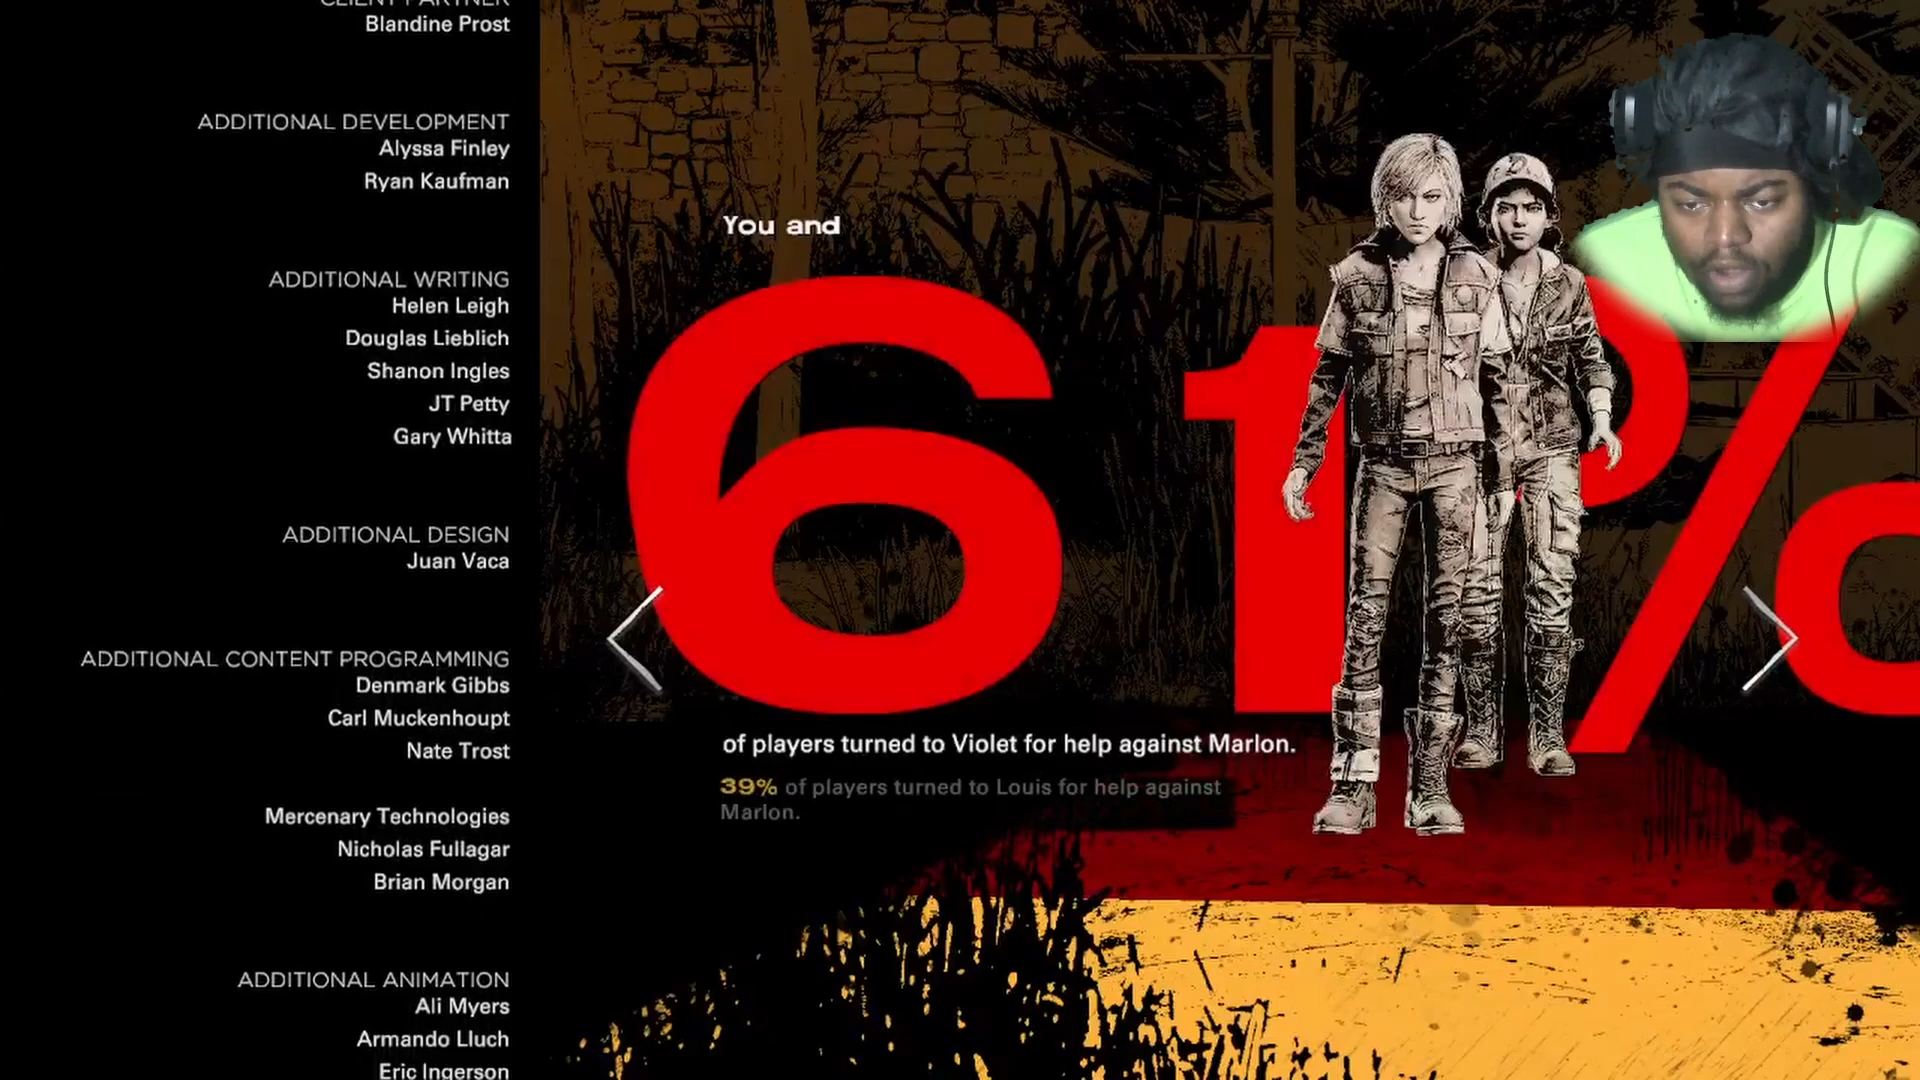 CLIENT PARTNER
Blandine Prost
ADDITIONAL DEVELOPMENT
Alyssa Finley
Ryan Kaufman
ADDITIONAL WRITING
Helen Leigh
Douglas Lieblich
Shanon Ingles
JT Petty
Gary Whitta
ADDITIONAL DESIGN
Juan Vaca
ADDITIONAL CONTENT PROGRAMMING
Denmark Gibbs
Carl Muckenhoupt
Nate Trost
Mercenary Technologies
Nicholas Fullagar
Brian Morgan
ADDITIONAL ANIMATION
Ali Myers
Armando Lluch
Eric Ingerson
You and
61%
of players turned to Violet for help against Marlon.
39% of players turned to Louis for help against
Marlon.